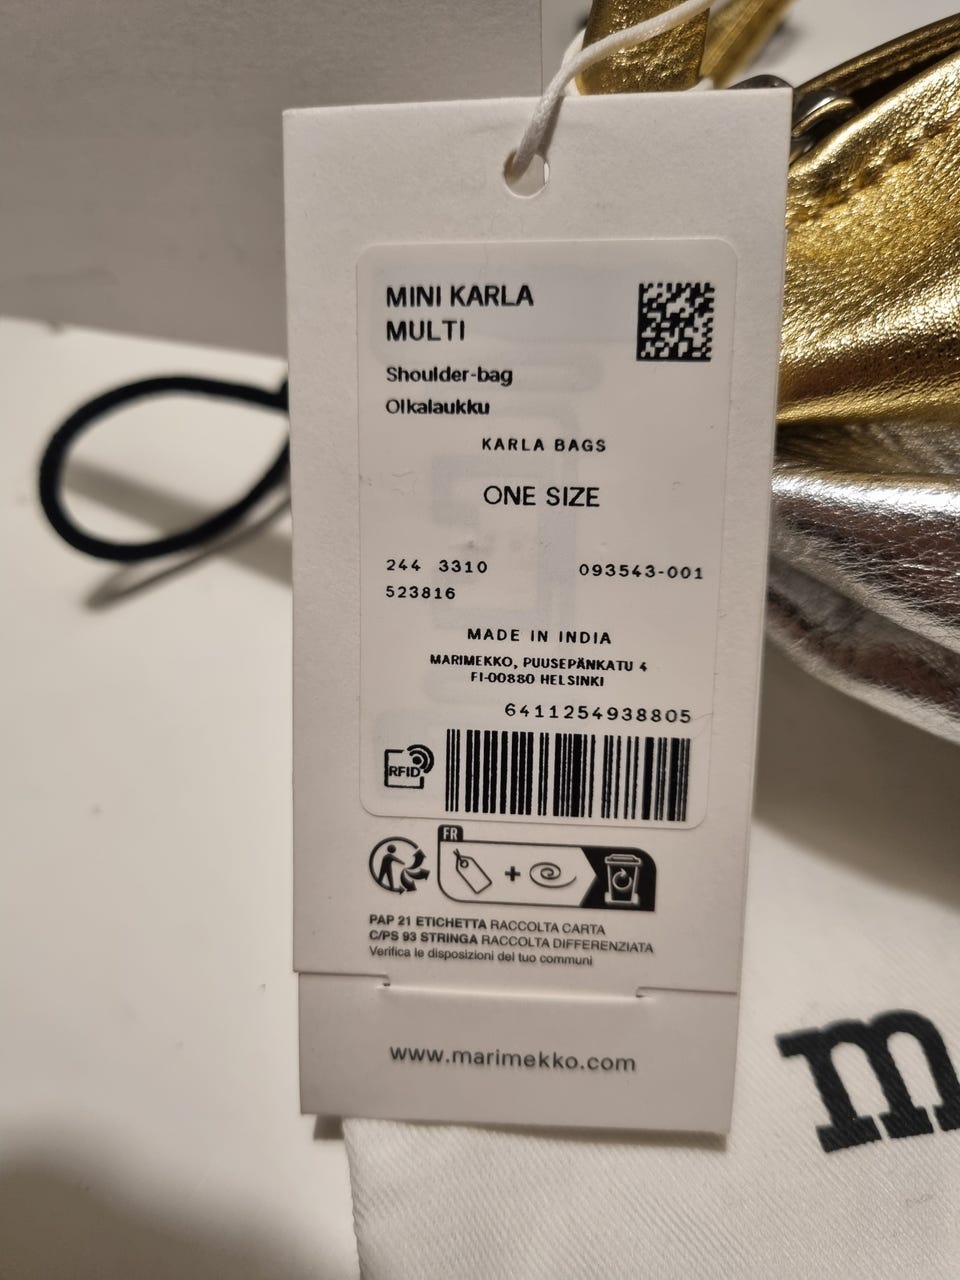 MINI KARLA
MULTI
Shoulder-bag
Olkalaukku
KARLA BAGS
ONE SIZE
244 3310 093543-001
523816
MADE IN INDIA
MARIMEKKO, PUUSEPÄNKATU 4
FI-00880 HELSINKI
6411254938805
RFID
FR
+
PAP 21 ETICHETTA RACCOLTA CARTA
C/PS 93 STRINGA RACCOLTA DIFFERENZIATA
Verifica le disposizioni del tuo comuni
www.marimekko.com
m